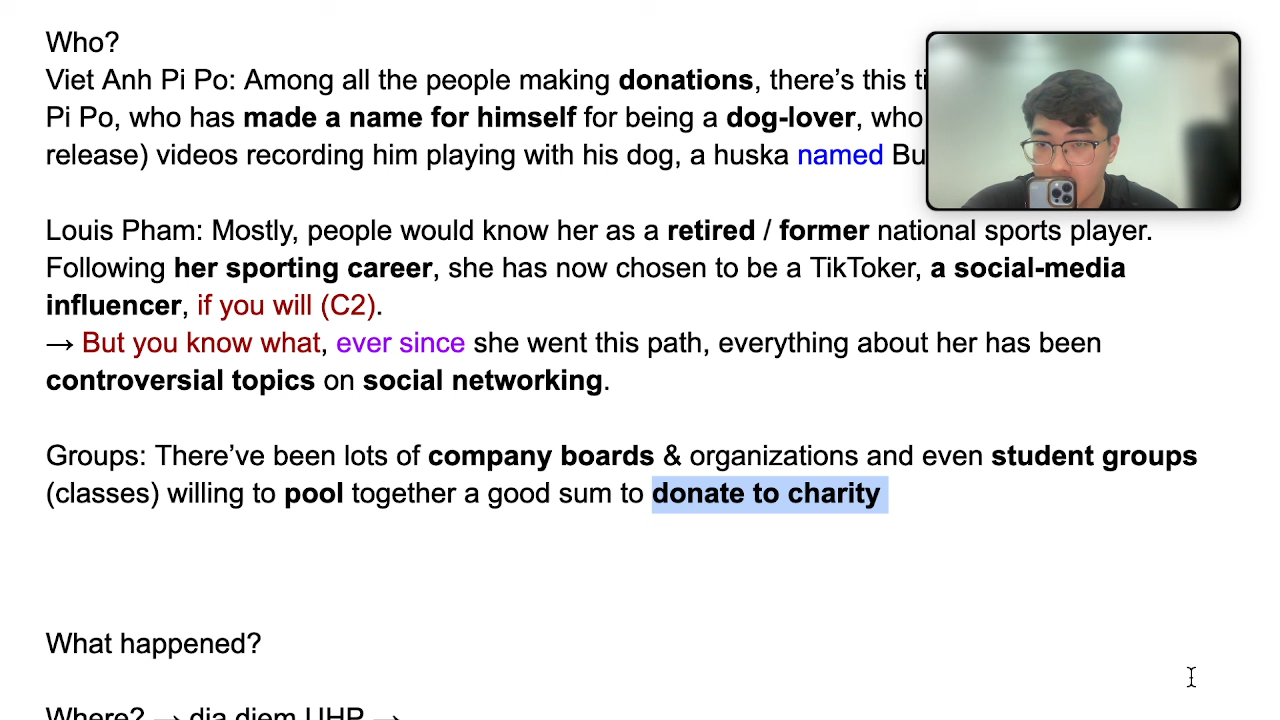 Who?
Viet Anh Pi Po: Among all the people making donations, there’s this
Pi Po, who has made a name for himself for being a dog-lover, who
release) videos recording him playing with his dog, a huska named
Louis Pham: Mostly, people would know her as a retired / former national sports player.
Following her sporting career, she has now chosen to be a TikToker, a social-media
influencer, if you will (C2).
→ But you know what, ever since she went this path, everything about her has been
controversial topics on social networking.
Groups: There’ve been lots of company boards & organizations and even student groups
(classes) willing to pool together a good sum to donate to charity
What happened?
Where? → dia diem UHP →